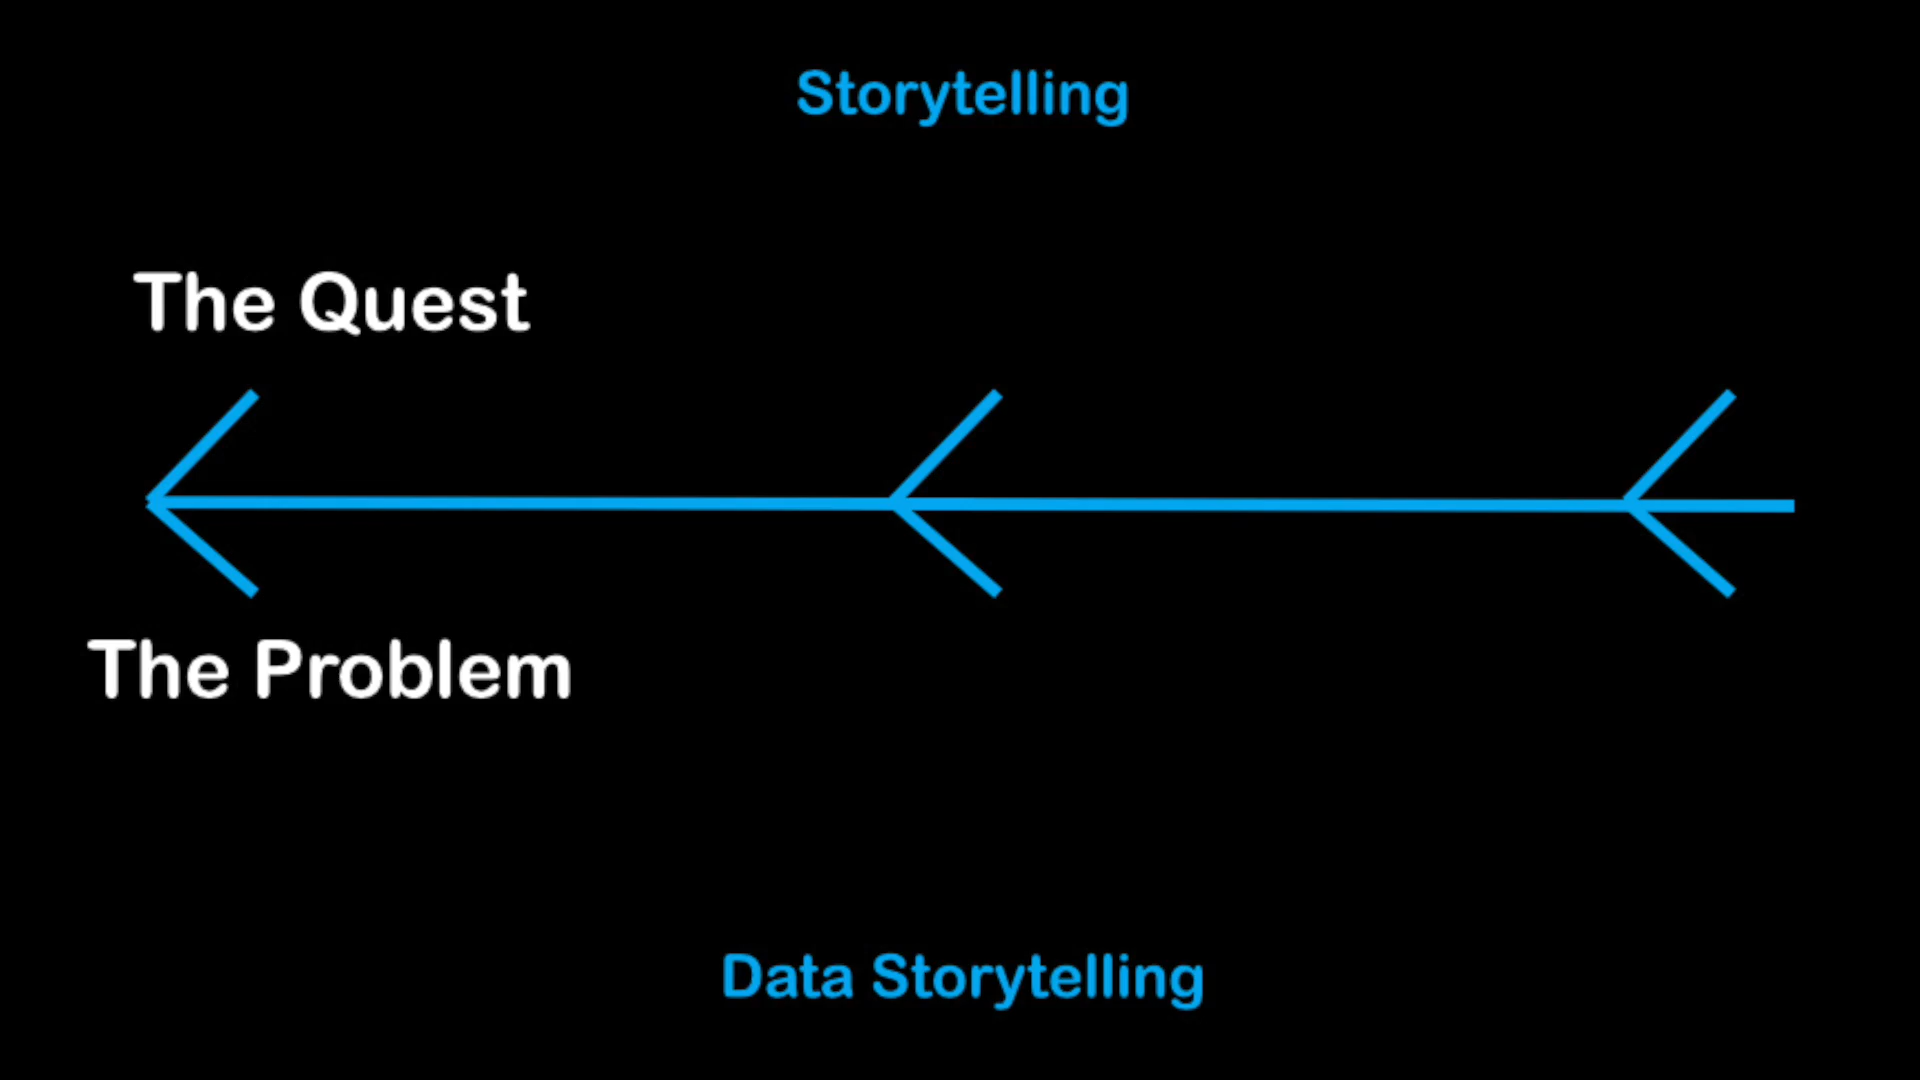 Storytelling
The Quest
The Problem
Data Storytelling